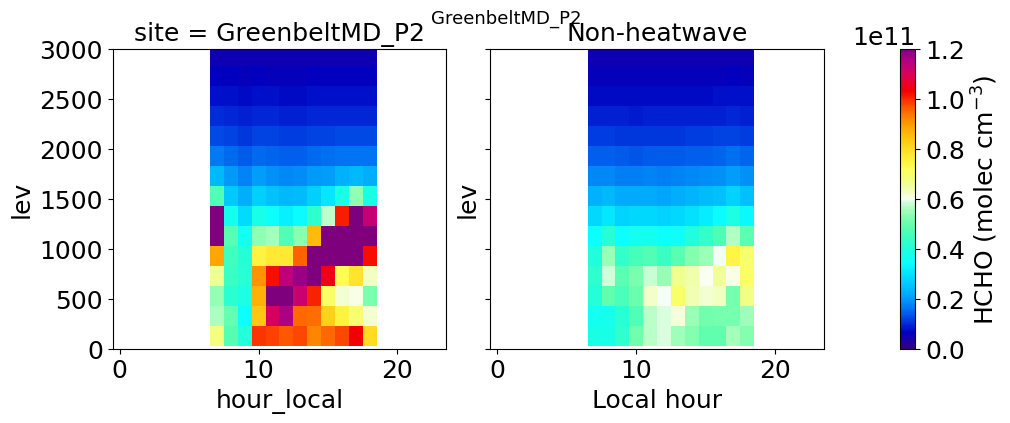 GreenbeltMD_P2
site = GreenbeltMD_P2
Non-heatwave
1e11
3000
2500
2000
1500
1000
500
0
lev
0
10
20
hour_local
lev
0
10
20
Local hour
1.2
1.0
0.8
0.6
0.4
0.2
0.0
HCHO (molec cm⁻³)